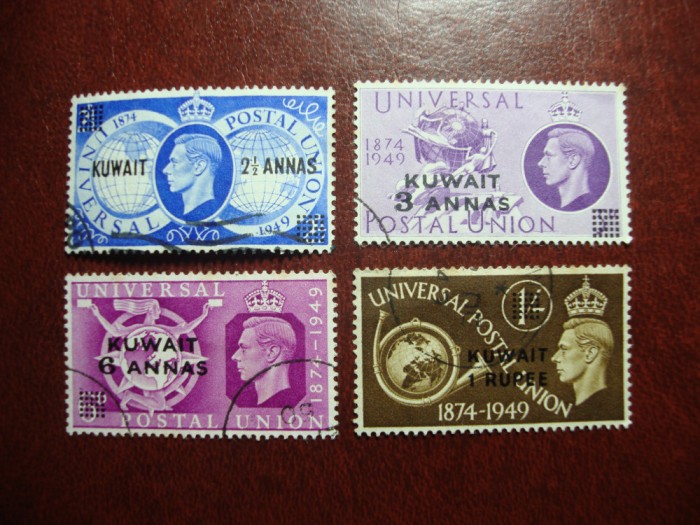 1874
UNIVERSAL POSTAL UNION
KUWAIT
2½ ANNAS
1949
UNIVERSAL
1874
1949
KUWAIT
3 ANNAS
POSTAL UNION
UNIVERSAL
1874-1949
KUWAIT
6 ANNAS
POSTAL UNION
UNIVERSAL POSTAL UNION
1/-
KUWAIT
1 RUPEE
1874-1949